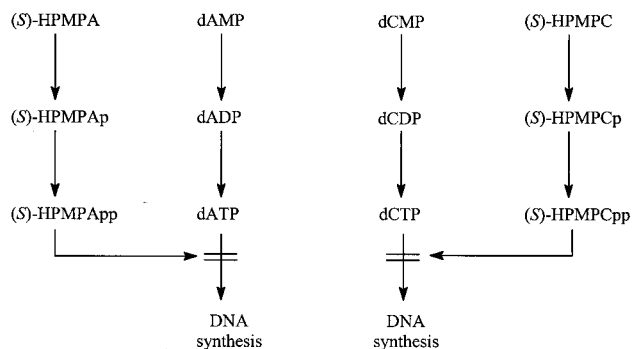 (S)-HPMPA dAMP dCMP (S)-HPMPC
(S)-HPMPAp dADP dCDP (S)-HPMPCp
(S)-HPMPApp dATP dCTP (S)-HPMPCpp
DNA DNA
synthesis synthesis